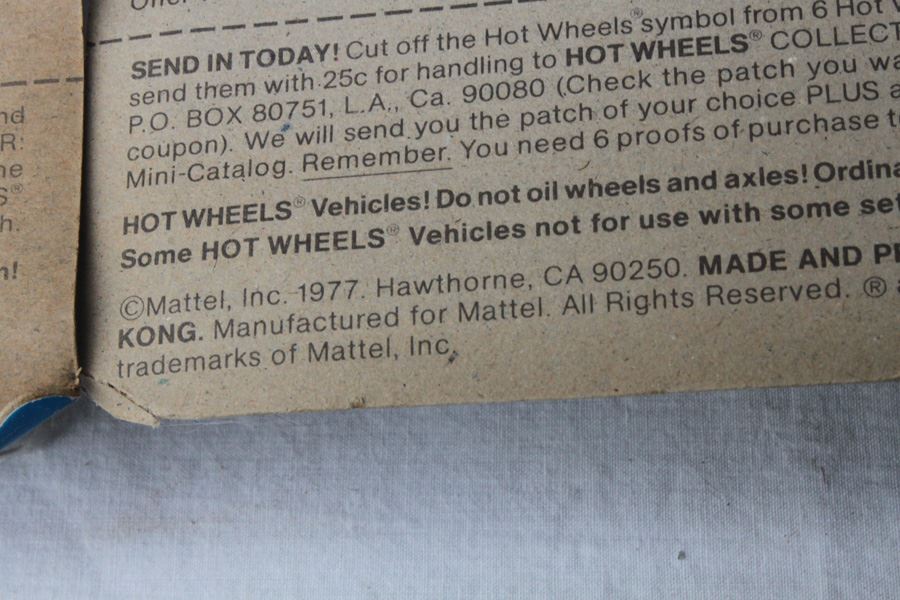 Offer
SEND IN TODAY! Cut off the Hot Wheels® symbol from 6 Hot
send them with 25c for handling to HOT WHEELS® COLLECT
P.O. BOX 80751, L.A., Ca. 90080 (Check the patch you wa
coupon). We will send you the patch of your choice PLUS a
Mini-Catalog. Remember. You need 6 proofs of purchase t
HOT WHEELS® Vehicles! Do not oil wheels and axles! Ordina
Some HOT WHEELS® Vehicles not for use with some set
©Mattel, Inc. 1977. Hawthorne, CA 90250. MADE AND P
KONG. Manufactured for Mattel. All Rights Reserved. ® a
trademarks of Mattel, Inc.
nd
R:
ne
S®
h.
n!